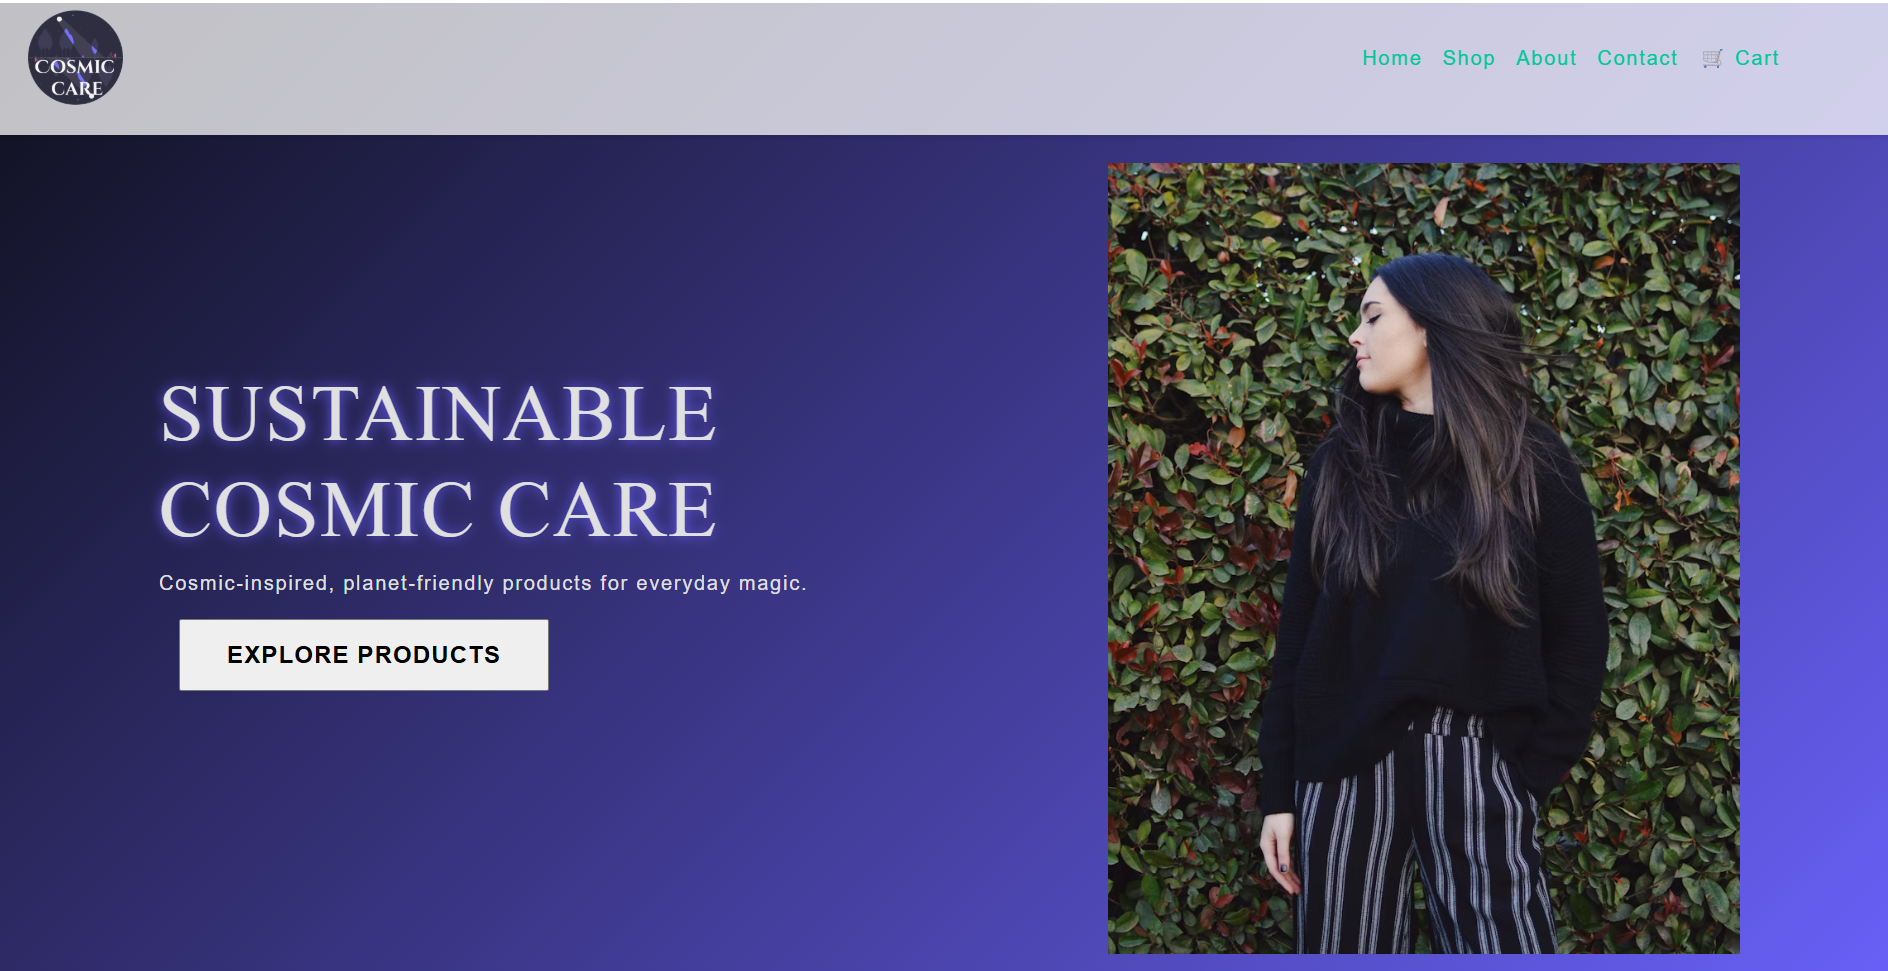 COSMIC
CARE
Home Shop About Contact Cart
SUSTAINABLE
COSMIC CARE
Cosmic-inspired, planet-friendly products for everyday magic.
EXPLORE PRODUCTS